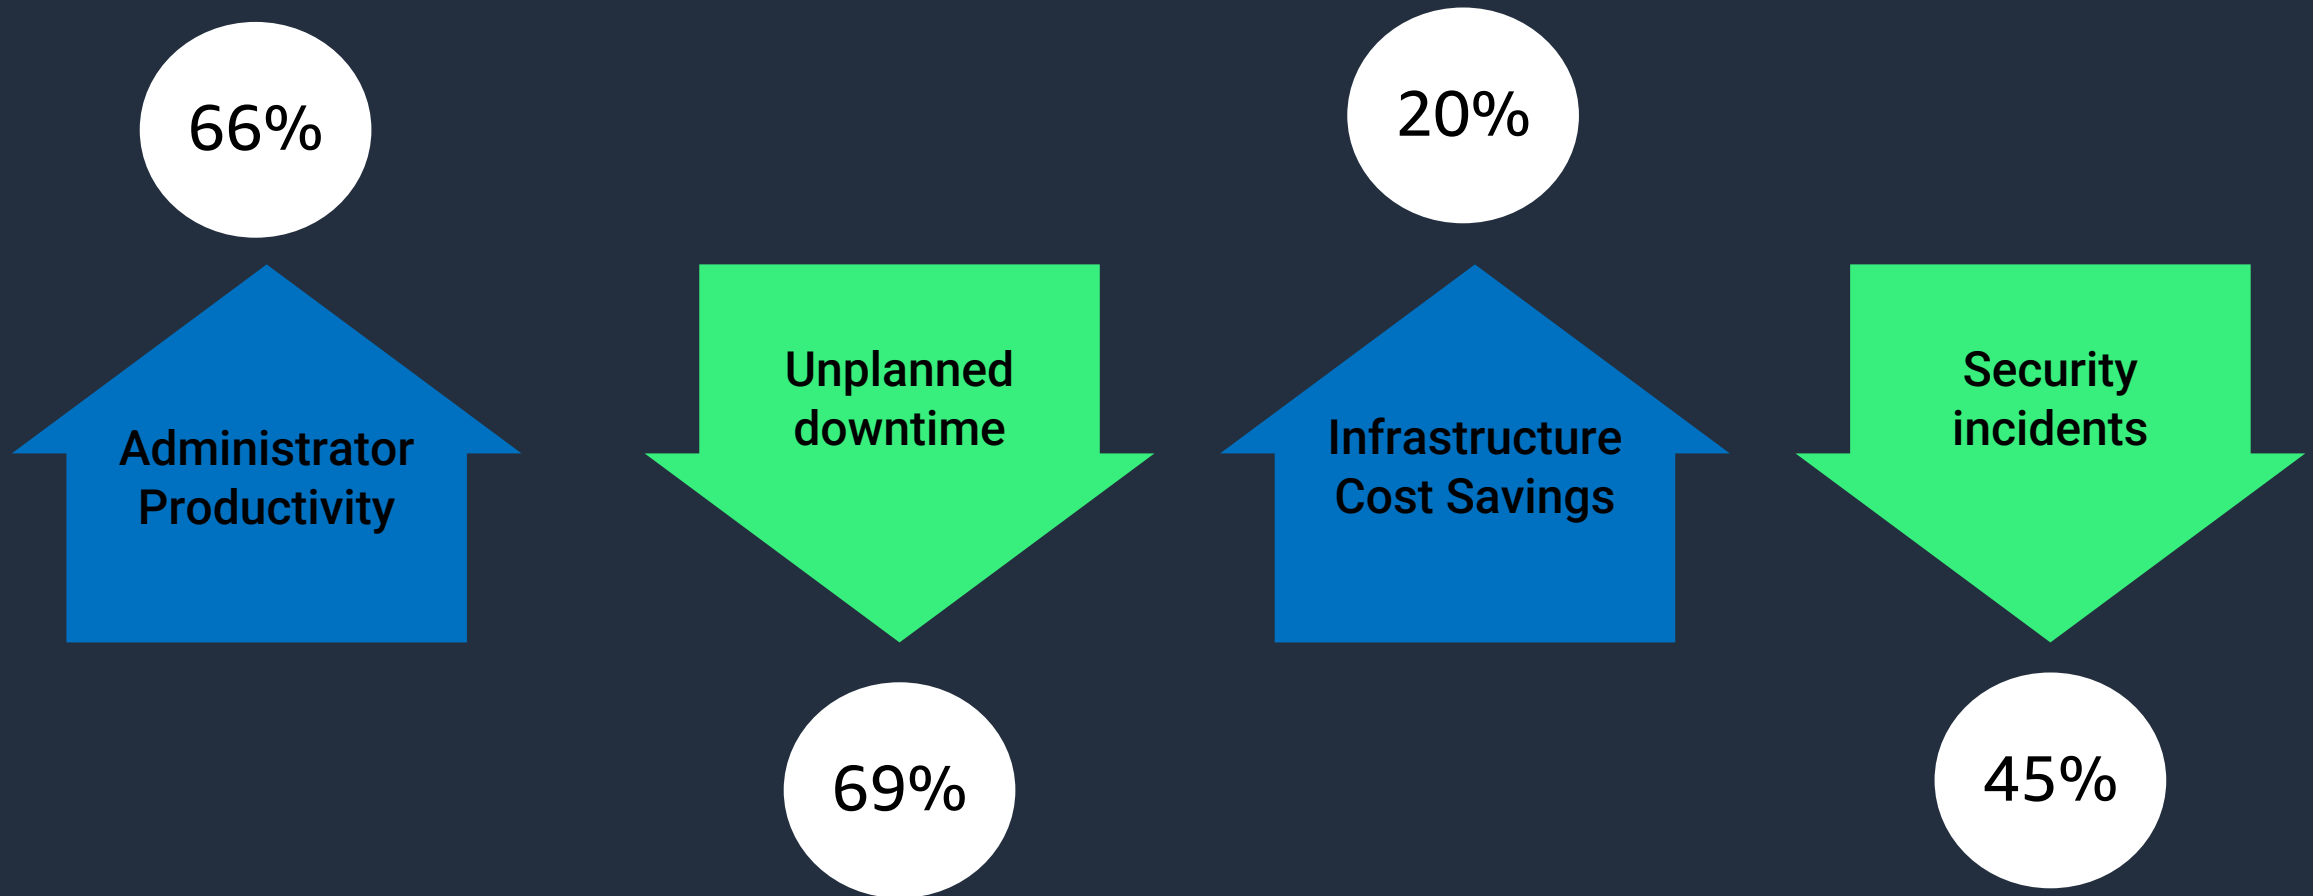 66%
Administrator
Productivity
Unplanned
downtime
69%
20%
Infrastructure
Cost Savings
Security
incidents
45%